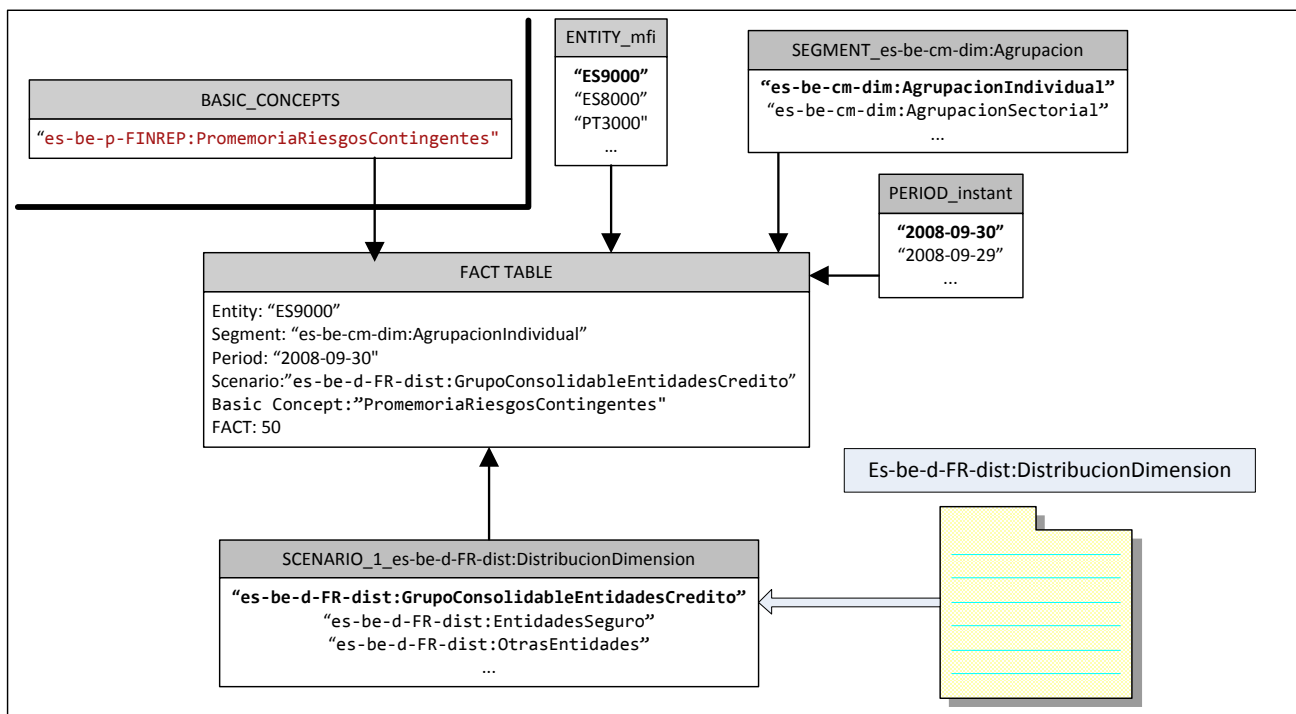 ENTITY_mfi
“ES9000”
“ES8000”
“PT3000"
...
SEGMENT_es-be-cm-dim:Agrupacion
“es-be-cm-dim:AgrupacionIndividual”
“es-be-cm-dim:AgrupacionSectorial”
...
BASIC_CONCEPTS
“es-be-p-FINREP:PromemoriaRiesgosContingentes"
PERIOD_instant
“2008-09-30”
“2008-09-29”
...
FACT TABLE
Entity: “ES9000”
Segment: “es-be-cm-dim:AgrupacionIndividual”
Period: “2008-09-30"
Scenario:”es-be-d-FR-dist:GrupoConsolidableEntidadesCredito”
Basic Concept:”PromemoriaRiesgosContingentes"
FACT: 50
Es-be-d-FR-dist:DistribucionDimension
SCENARIO_1_es-be-d-FR-dist:DistribucionDimension
“es-be-d-FR-dist:GrupoConsolidableEntidadesCredito”
“es-be-d-FR-dist:EntidadesSeguro”
“es-be-d-FR-dist:OtrasEntidades”
...